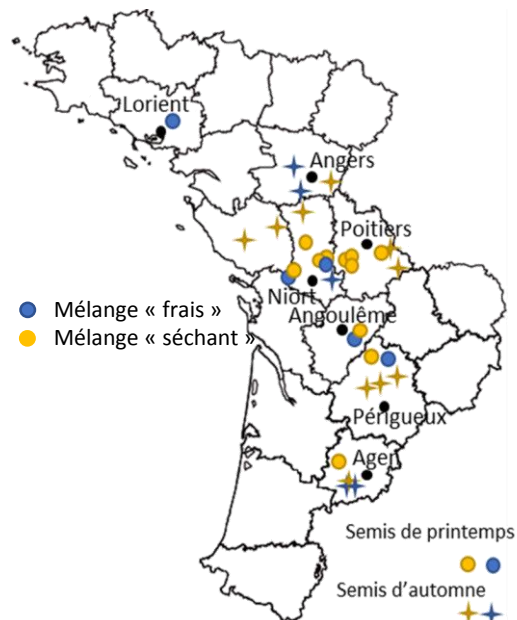 Lorient
Angers
Poitiers
Niort
Mélange « frais »
Angoulême
Mélange « séchant »
Périgueux
Agen
Semis de printemps
Semis d'automne